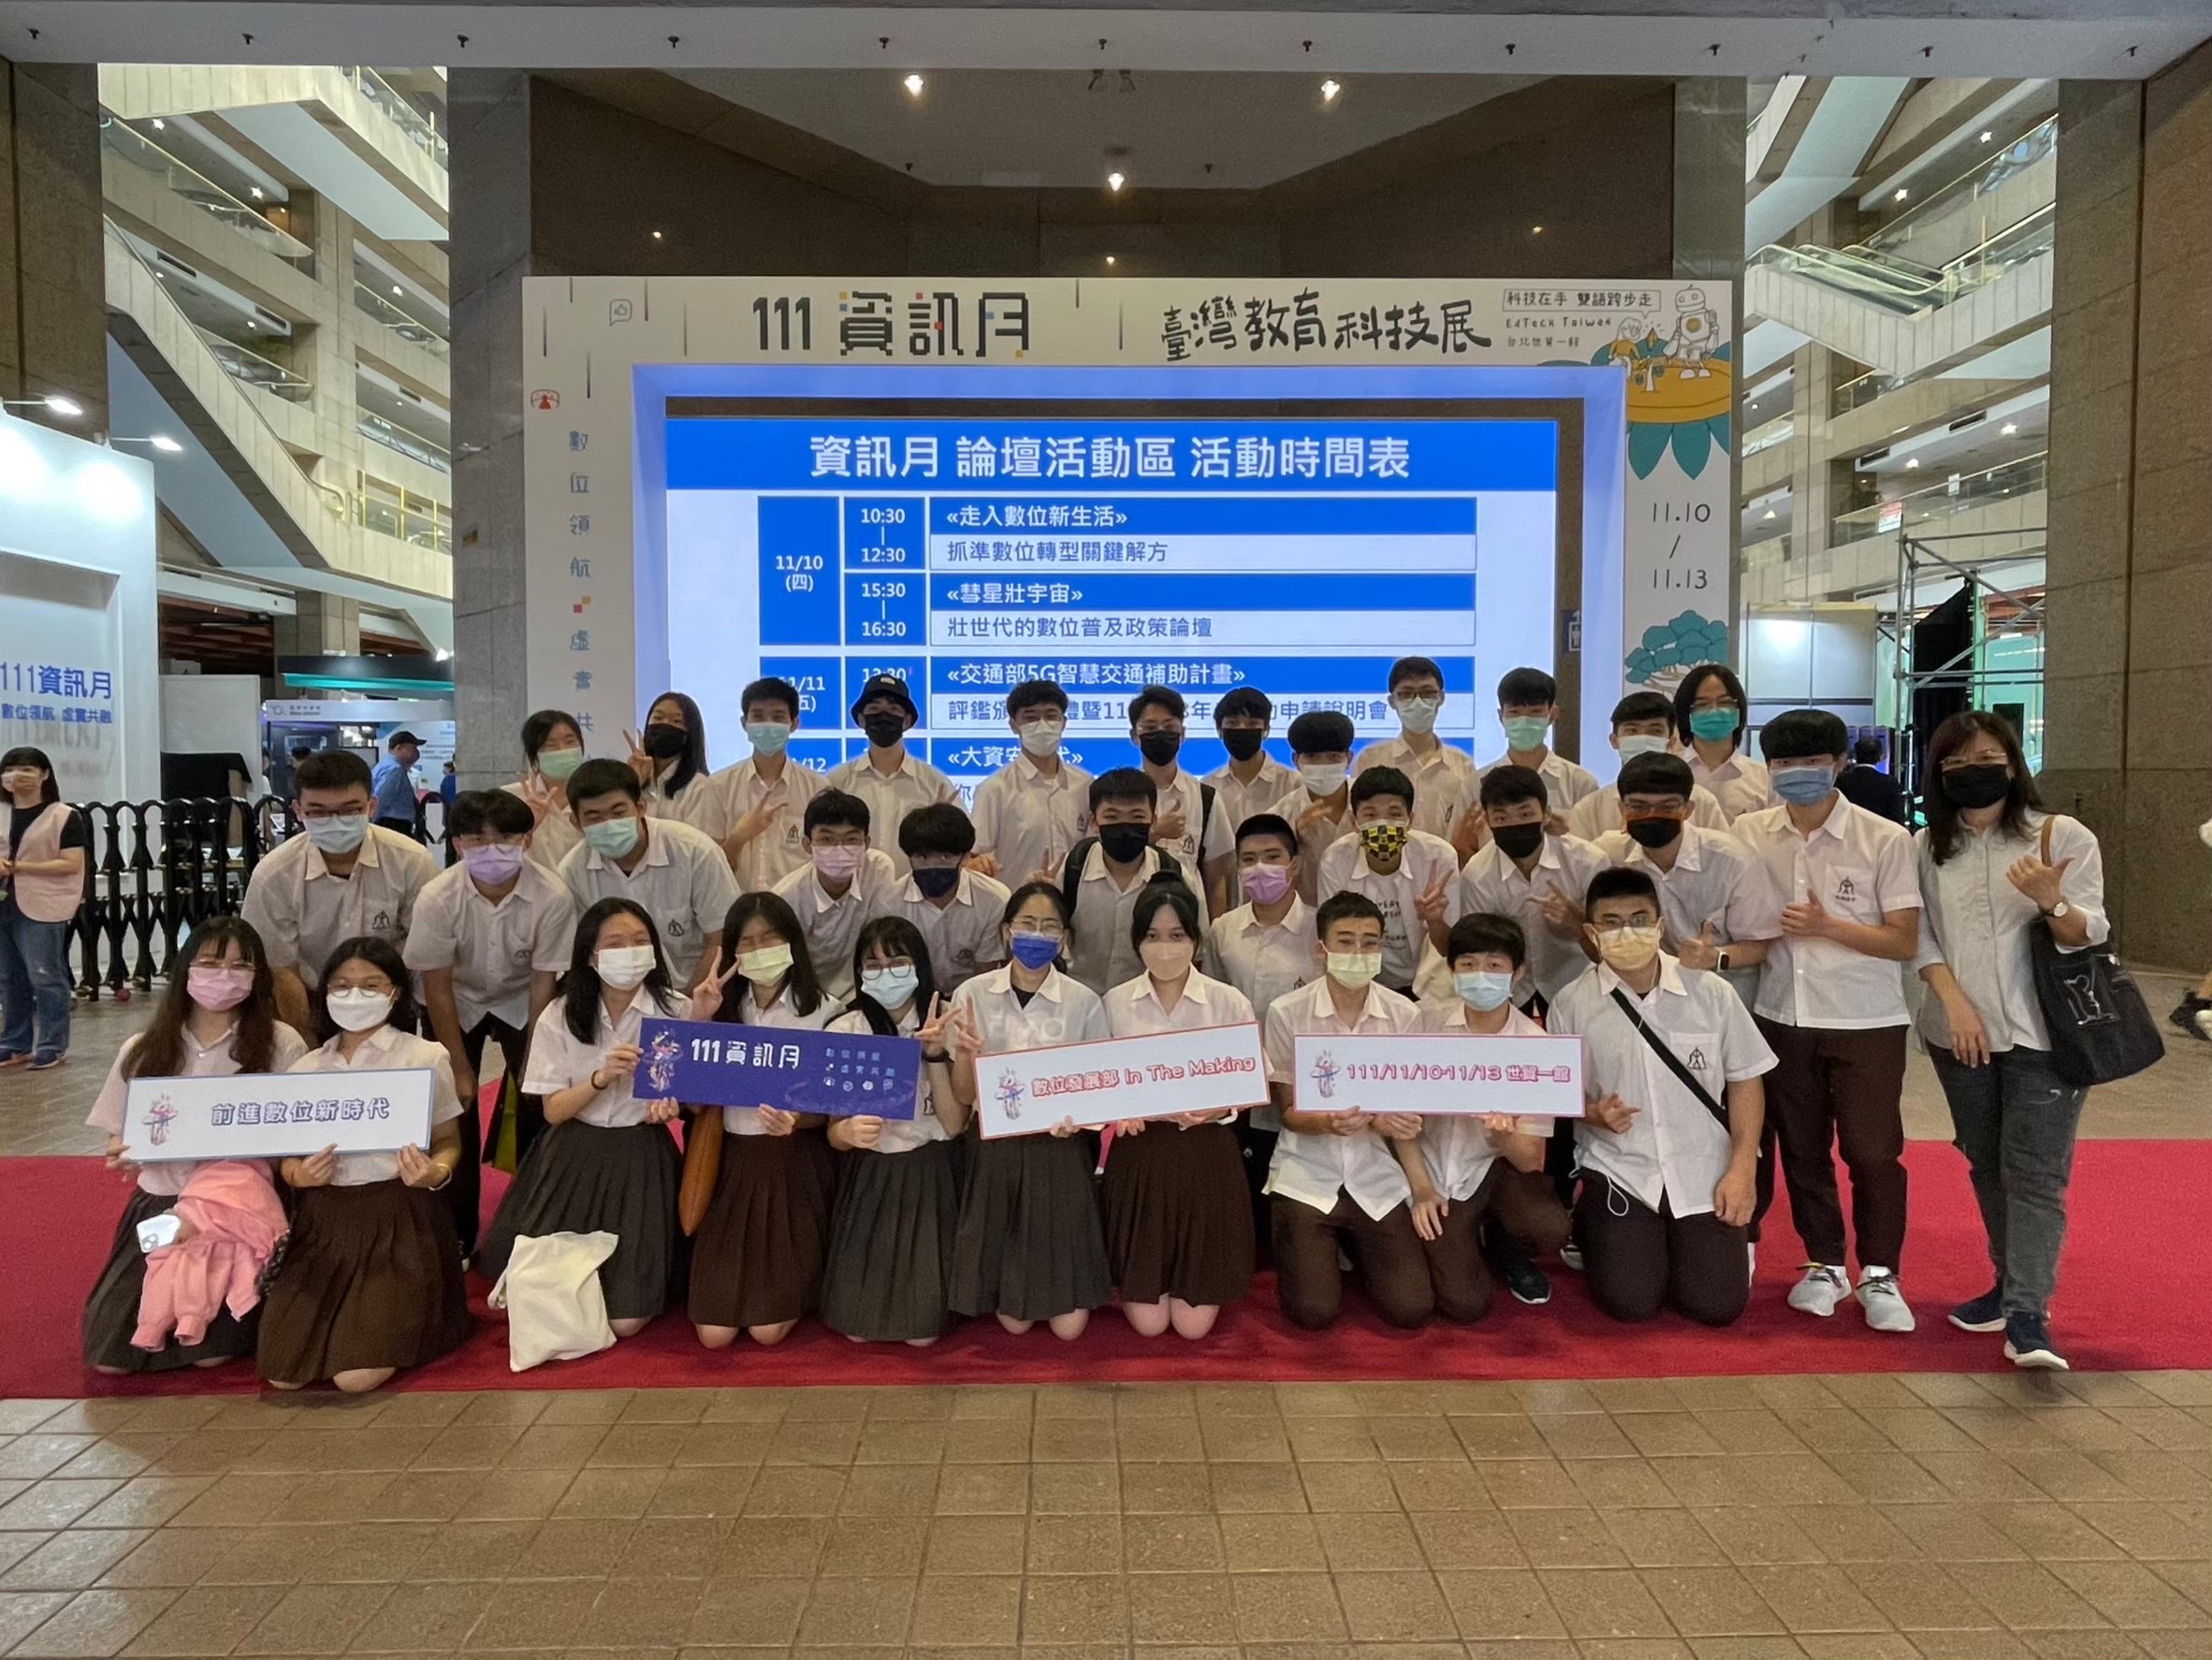 111 資訊月
臺灣教育科技展
科技在手 雙語跨步走
EdTech Taiwan
台北世貿一館
11.10
/
11.13
數位領航
虛實共
資訊月 論壇活動區 活動時間表
11/10
(四)
10:30
12:30
«走入數位新生活»
抓準數位轉型關鍵解方
15:30
16:30
«彗星壯宇宙»
壯世代的數位普及政策論壇
«交通部5G智慧交通補助計畫»
申請說明會
«大資安
111資訊月
數位領航 虛實共融
前進數位新時代
111 資訊月
數位領航
虛實共融
數位發展部 In The Making
111/11/10-11/13 世貿一館